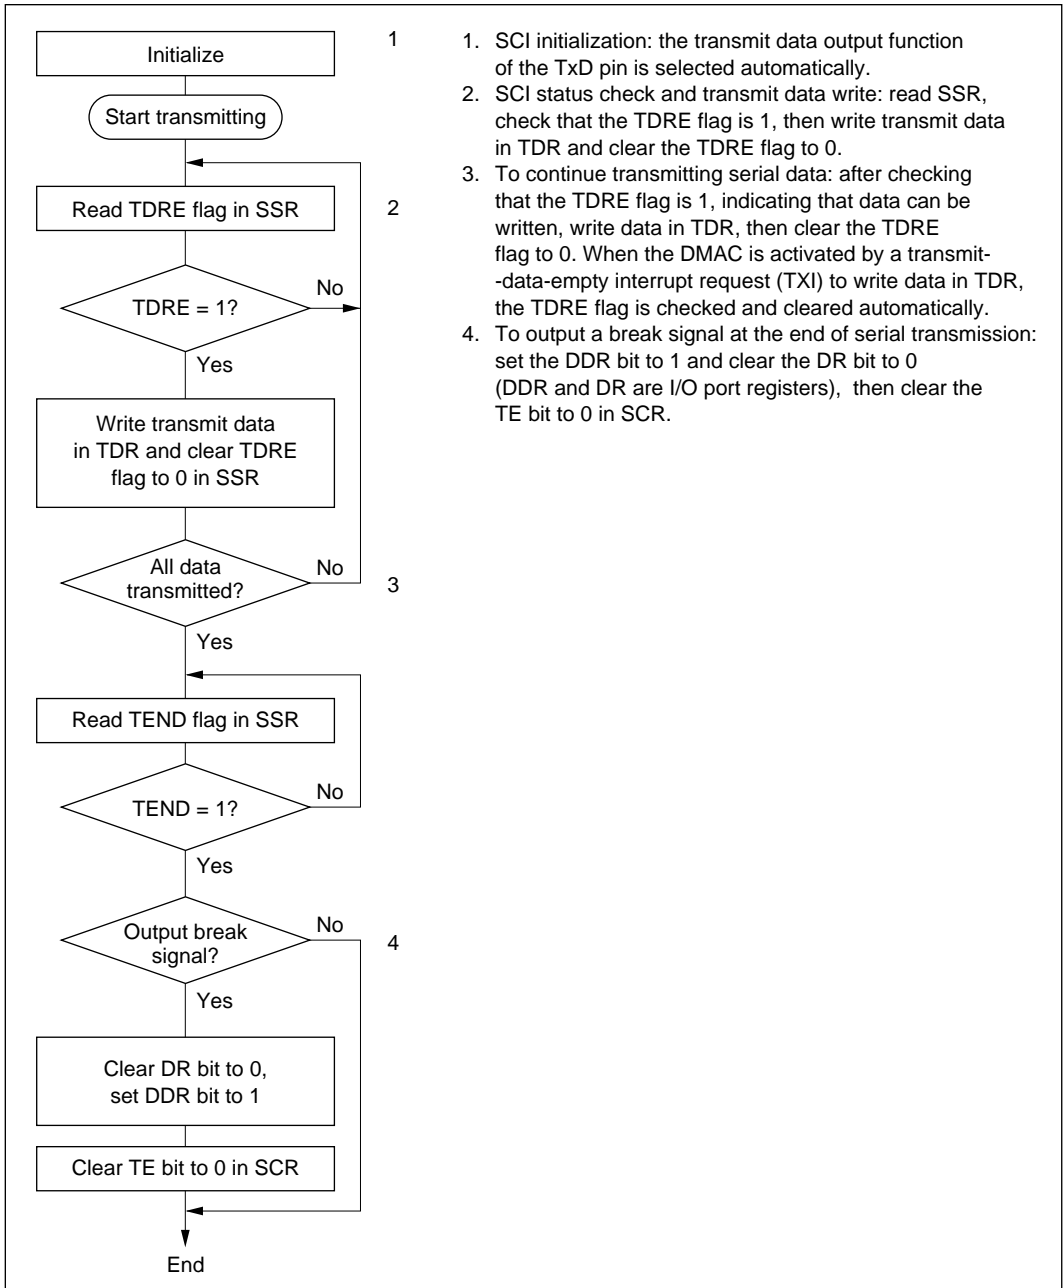 Initialize
1
Start transmitting
Read TDRE flag in SSR
2
TDRE = 1?
No
Yes
Write transmit data
in TDR and clear TDRE
flag to 0 in SSR
All data
transmitted?
No
3
Yes
Read TEND flag in SSR
TEND = 1?
No
Yes
Output break
signal?
No
4
Yes
Clear DR bit to 0,
set DDR bit to 1
Clear TE bit to 0 in SCR
End
1. SCI initialization: the transmit data output function
of the TxD pin is selected automatically.
2. SCI status check and transmit data write: read SSR,
check that the TDRE flag is 1, then write transmit data
in TDR and clear the TDRE flag to 0.
3. To continue transmitting serial data: after checking
that the TDRE flag is 1, indicating that data can be
written, write data in TDR, then clear the TDRE
flag to 0. When the DMAC is activated by a transmit-
-data-empty interrupt request (TXI) to write data in TDR,
the TDRE flag is checked and cleared automatically.
4. To output a break signal at the end of serial transmission:
set the DDR bit to 1 and clear the DR bit to 0
(DDR and DR are I/O port registers), then clear the
TE bit to 0 in SCR.